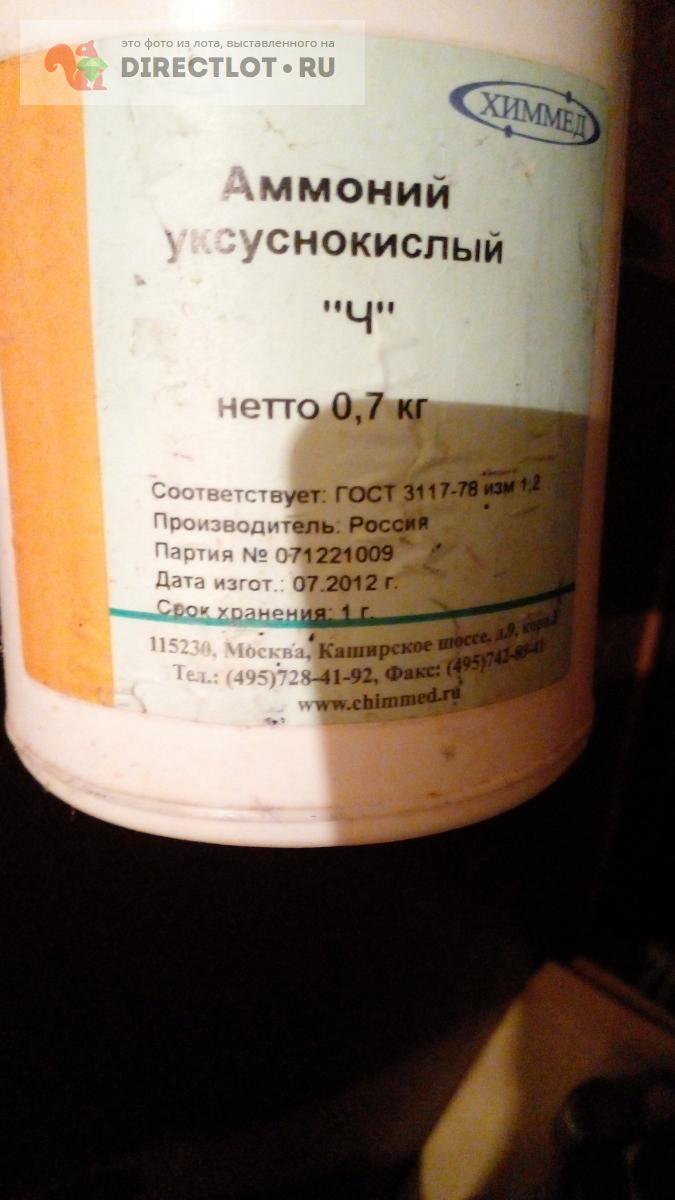 это фото из лота, выставленного на
DIRECTLOT•RU
ХИММЕД
Аммоний
уксуснокислый
"Ч"
нетто 0,7 кг
Соответствует: ГОСТ 3117-78 изм 1,2
Производитель: Россия
Партия № 071221009
Дата изгот.: 07.2012 г.
Срок хранения: 1 г.
115230, Москва, Каширское шоссе, д.9,
Тел.: (495)728-41-92, Факс:
www.chimmed.ru